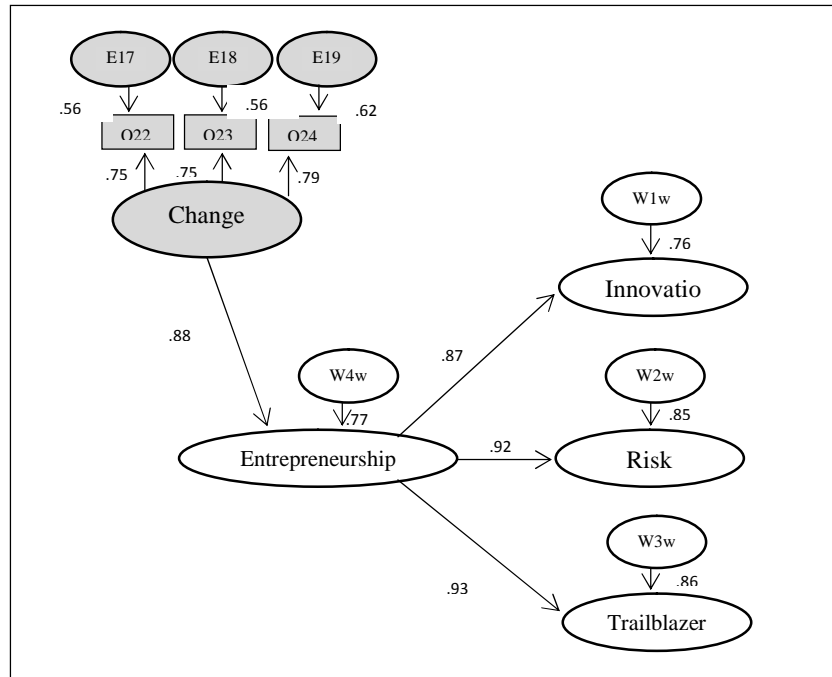 E17 E18 E19
.56 .56 .62
O22 O23 O24
.75 .75 .79
Change
W1w
.76
Innovatio
.88
.87
W4w
W2w
.77
.85
Entrepreneurship
.92
Risk
W3w
.93
.86
Trailblazer